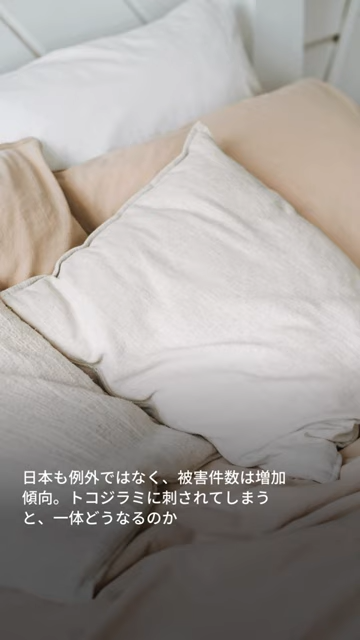 日本も例外ではなく、被害件数は増加
傾向。トコジラミに刺されてしまう
と、一体どうなるのか